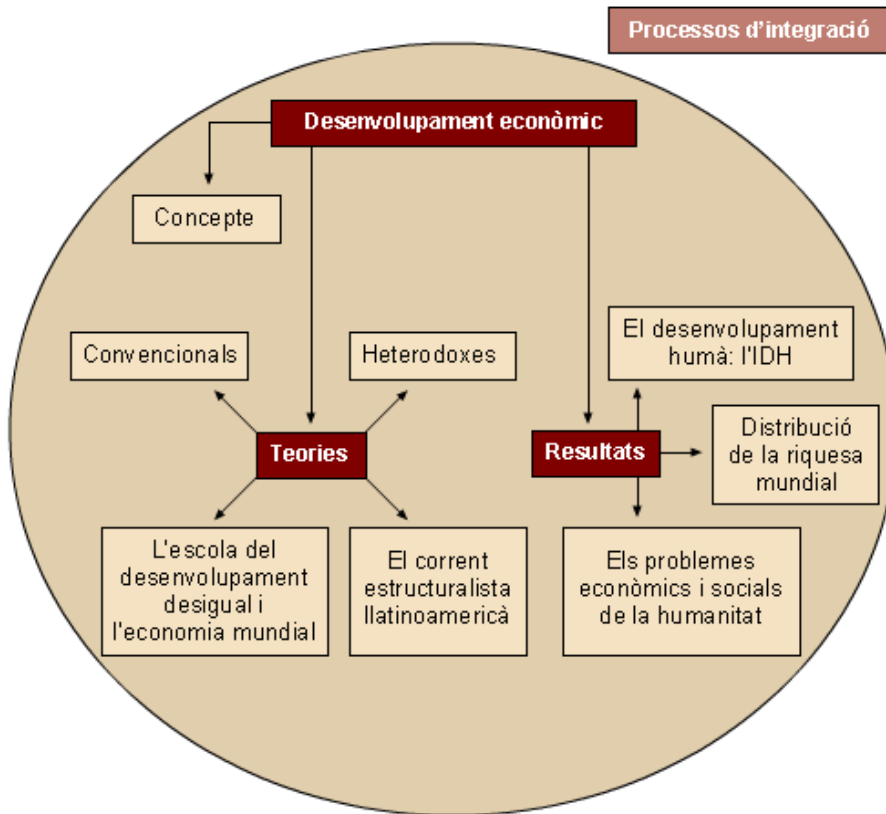 Processos d'integració
Desenvolupament econòmic
Concepte
Convencionals
Heterodoxes
El desenvolupament
humà: l'IDH
Teories
Resultats
Distribució
de la riquesa
mundial
L'escola del
desenvolupament
desigual i
l'economia mundial
El corrent
estructuralista
llatinoamericà
Els problemes
econòmics i socials
de la humanitat